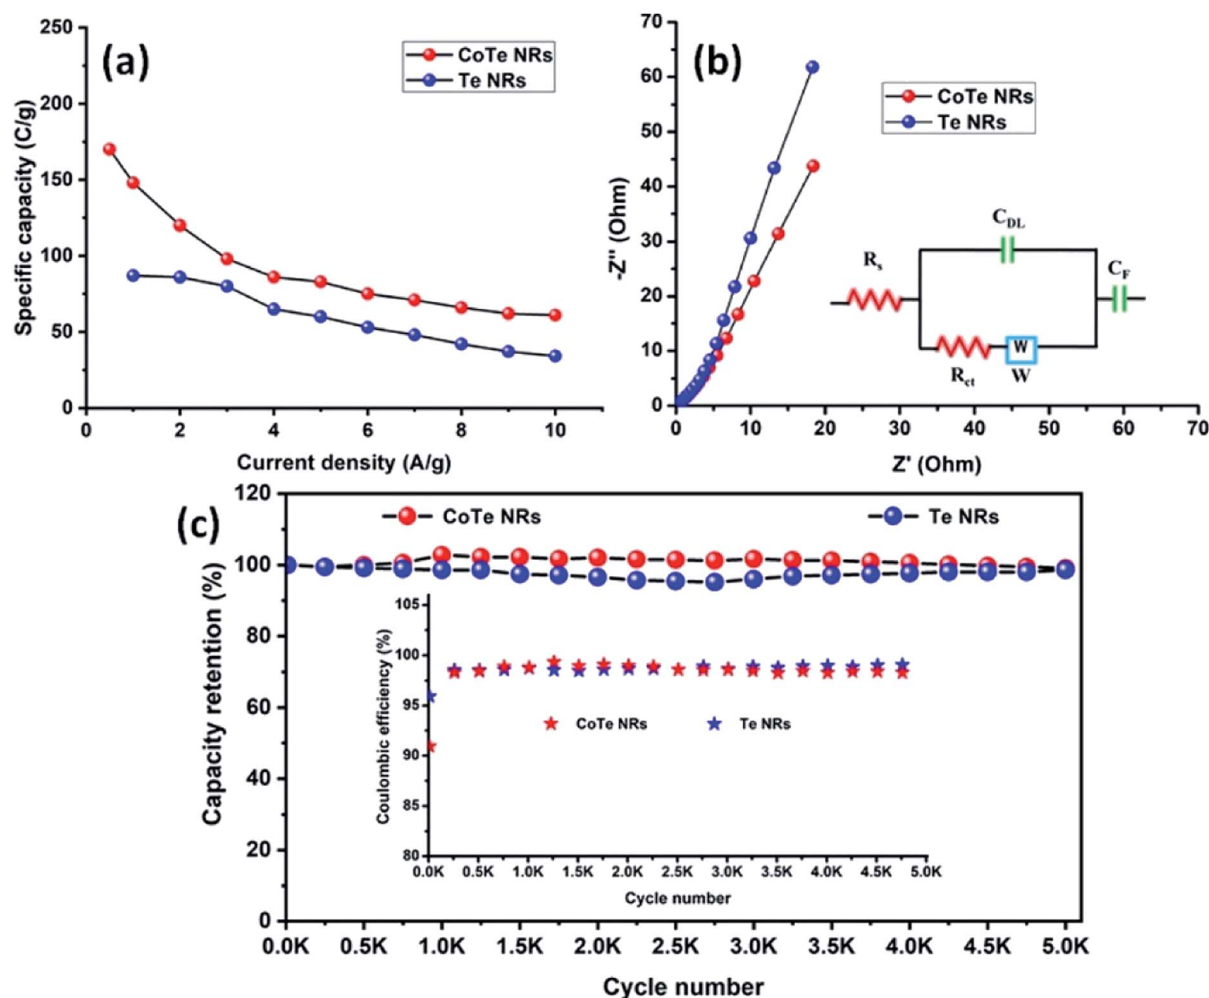 (a)
CoTe NRs
Te NRs
250
200
150
100
50
0
Specific capacity (C/g)
0 2 4 6 8 10
Current density (A/g)
(b)
CoTe NRs
Te NRs
70
60
50
40
30
20
10
0
-Z'' (Ohm)
0 10 20 30 40 50 60 70
Z' (Ohm)
C_DL
R_s
C_F
W
R_ct
W
(c)
CoTe NRs
Te NRs
120
100
80
60
40
20
0
Capacity retention (%)
0.0K 0.5K 1.0K 1.5K 2.0K 2.5K 3.0K 3.5K 4.0K 4.5K 5.0K
Cycle number
105
100
95
90
85
80
Coulombic efficiency (%)
CoTe NRs
Te NRs
0.0K 0.5K 1.0K 1.5K 2.0K 2.5K 3.0K 3.5K 4.0K 4.5K 5.0K
Cycle number